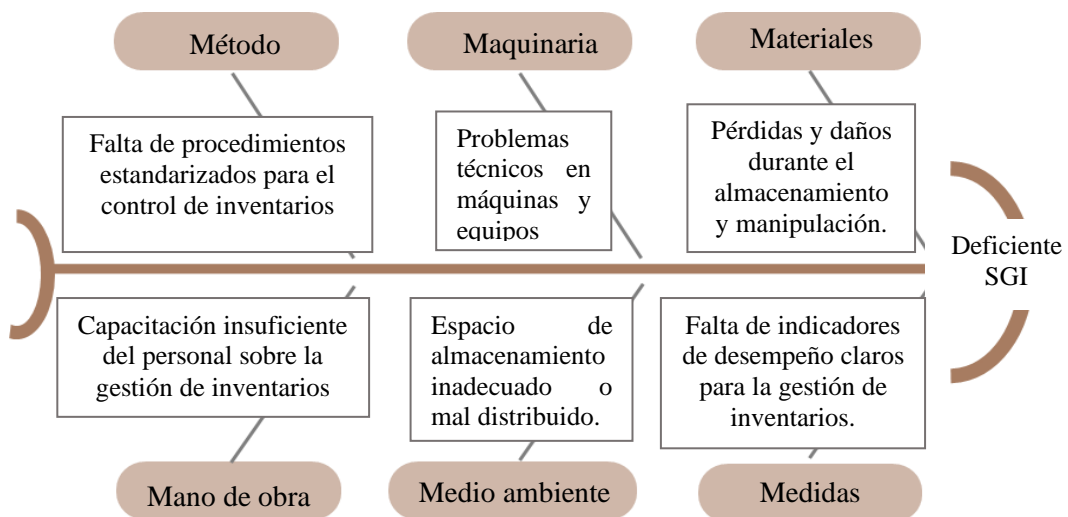 Método
Maquinaria
Materiales
Falta de procedimientos
estandarizados para el
control de inventarios
Problemas
técnicos en
máquinas y
equipos
Pérdidas y daños
durante el
almacenamiento
y manipulación.
Deficiente
SGI
Capacitación insuficiente
del personal sobre la
gestión de inventarios
Espacio de
almacenamiento
inadecuado o
mal distribuido.
Falta de indicadores
de desempeño claros
para la gestión de
inventarios.
Mano de obra
Medio ambiente
Medidas